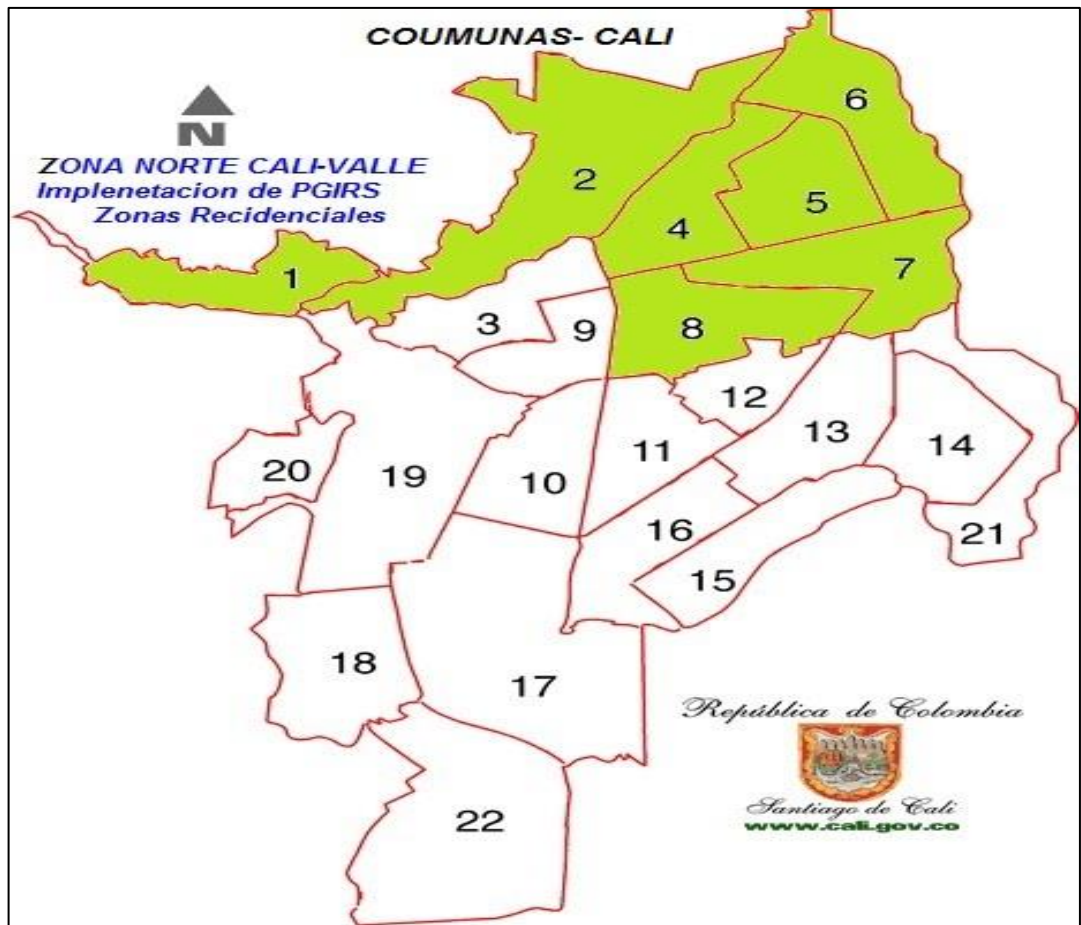 COUMUNAS- CALI
N
ZONA NORTE CALI-VALLE
Implenetacion de PGIRS
Zonas Recidenciales
6
2
5
4
7
1
3
9
8
12
13
14
20
19
10
11
16
21
15
18
17
22
República de Colombia
Santiago de Cali
www.cali.gov.co